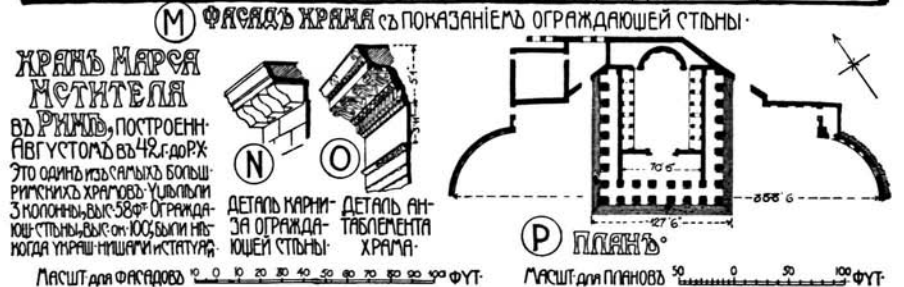 М ФАСАДЪ ХРАМА СЪ ПОКАЗАНІЕМЪ ОГРАЖДАЮЩЕЙ СТѢНЫ·
ХРАМЪ МАРСА
МСТИТЕЛЯ
ВЪ РИМѢ, ПОСТРОЕНН·
АВГУСТОМЪ ВЪ 42 Г· ДО Р.Х
ЭТО ОДИНЪ ИЗЪ САМЫХЪ БОЛЬШ·
РИМСКИХЪ ХРАМОВЪ· УЦѢЛѢЛИ
3 КОЛОННЫ, ВЫС· 58 ФТ· ОГРАЖДА-
ЮЩ· СТѢНЫ, ВЫС· ОК· 100', БЫЛИ НѢ-
КОГДА УКРАШ· НИШАМИ И СТАТУЯ·
N
ДЕТАЛЬ КАРНИ-
ЗА ОГРАЖДА-
ЮЩЕЙ СТѢНЫ·
О
ДЕТАЛЬ АН-
ТАБЛЕМЕНТА
ХРАМА·
70'6"
127'6"
Р ПЛАНЪ·
МАСШТ· ДЛЯ ФАСАДОВЪ 10 0 10 20 30 40 50 60 70 80 90 100 ФУТ·
МАСШТ· ДЛЯ ПЛАНОВЪ 50 0 50 100 ФУТ·